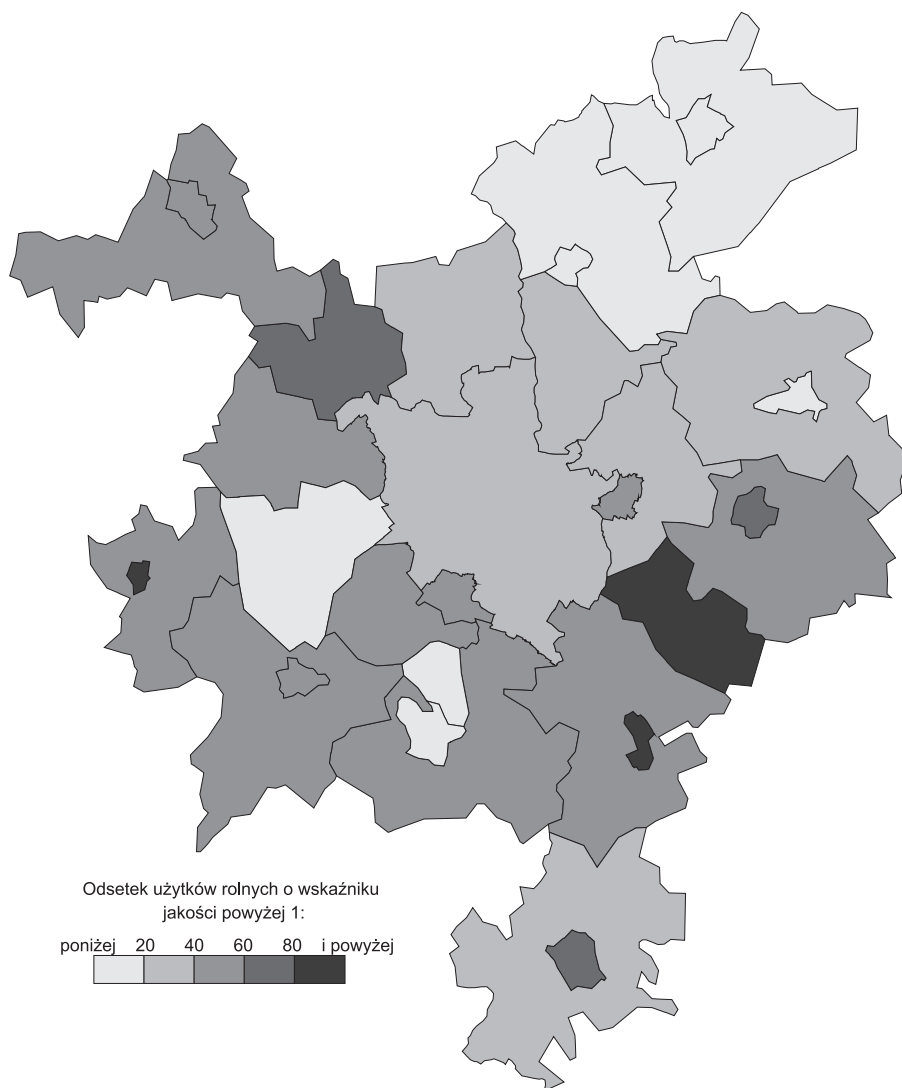 Odsetek użytków rolnych o wskaźniku
jakości powyżej 1:
poniżej 20 40 60 80 i powyżej